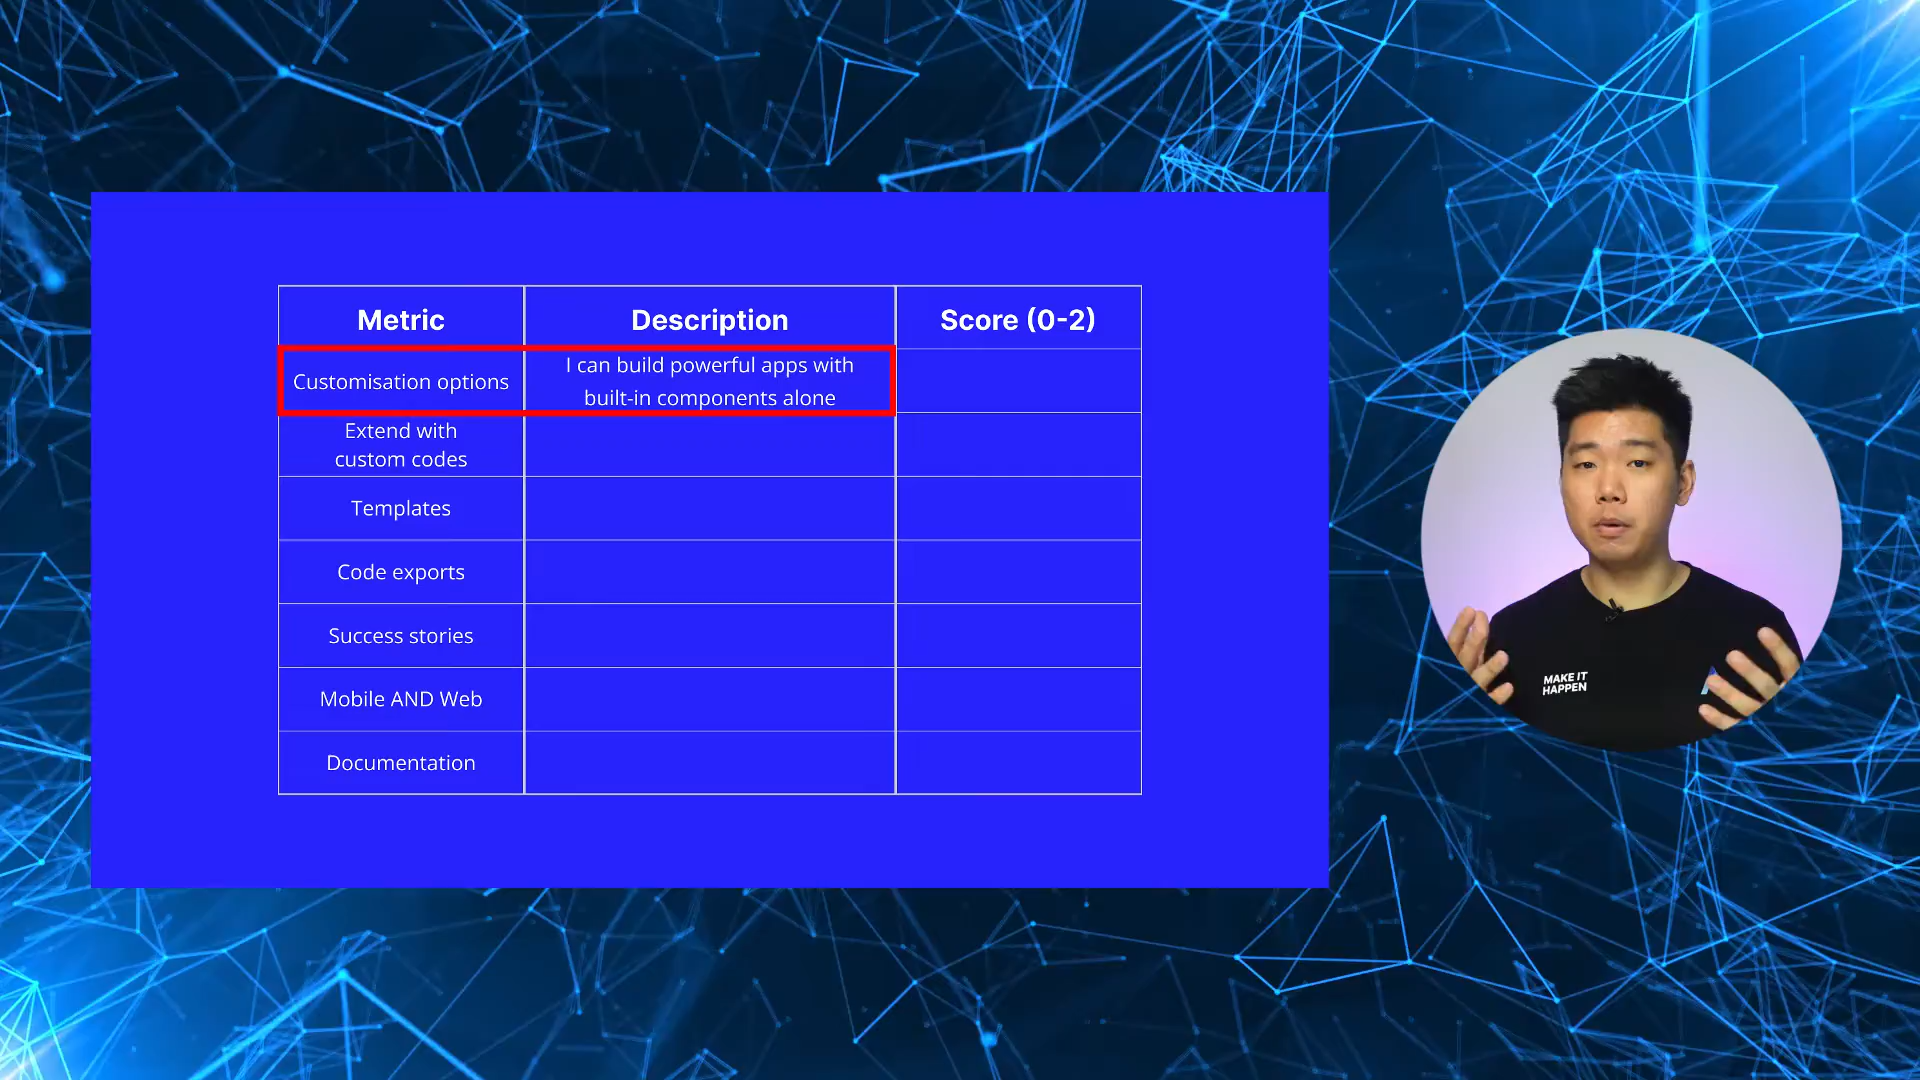 Metric
Description
Score (0-2)
Customisation options
I can build powerful apps with
built-in components alone
Extend with
custom codes
Templates
Code exports
Success stories
Mobile AND Web
Documentation
MAKE IT
HAPPEN